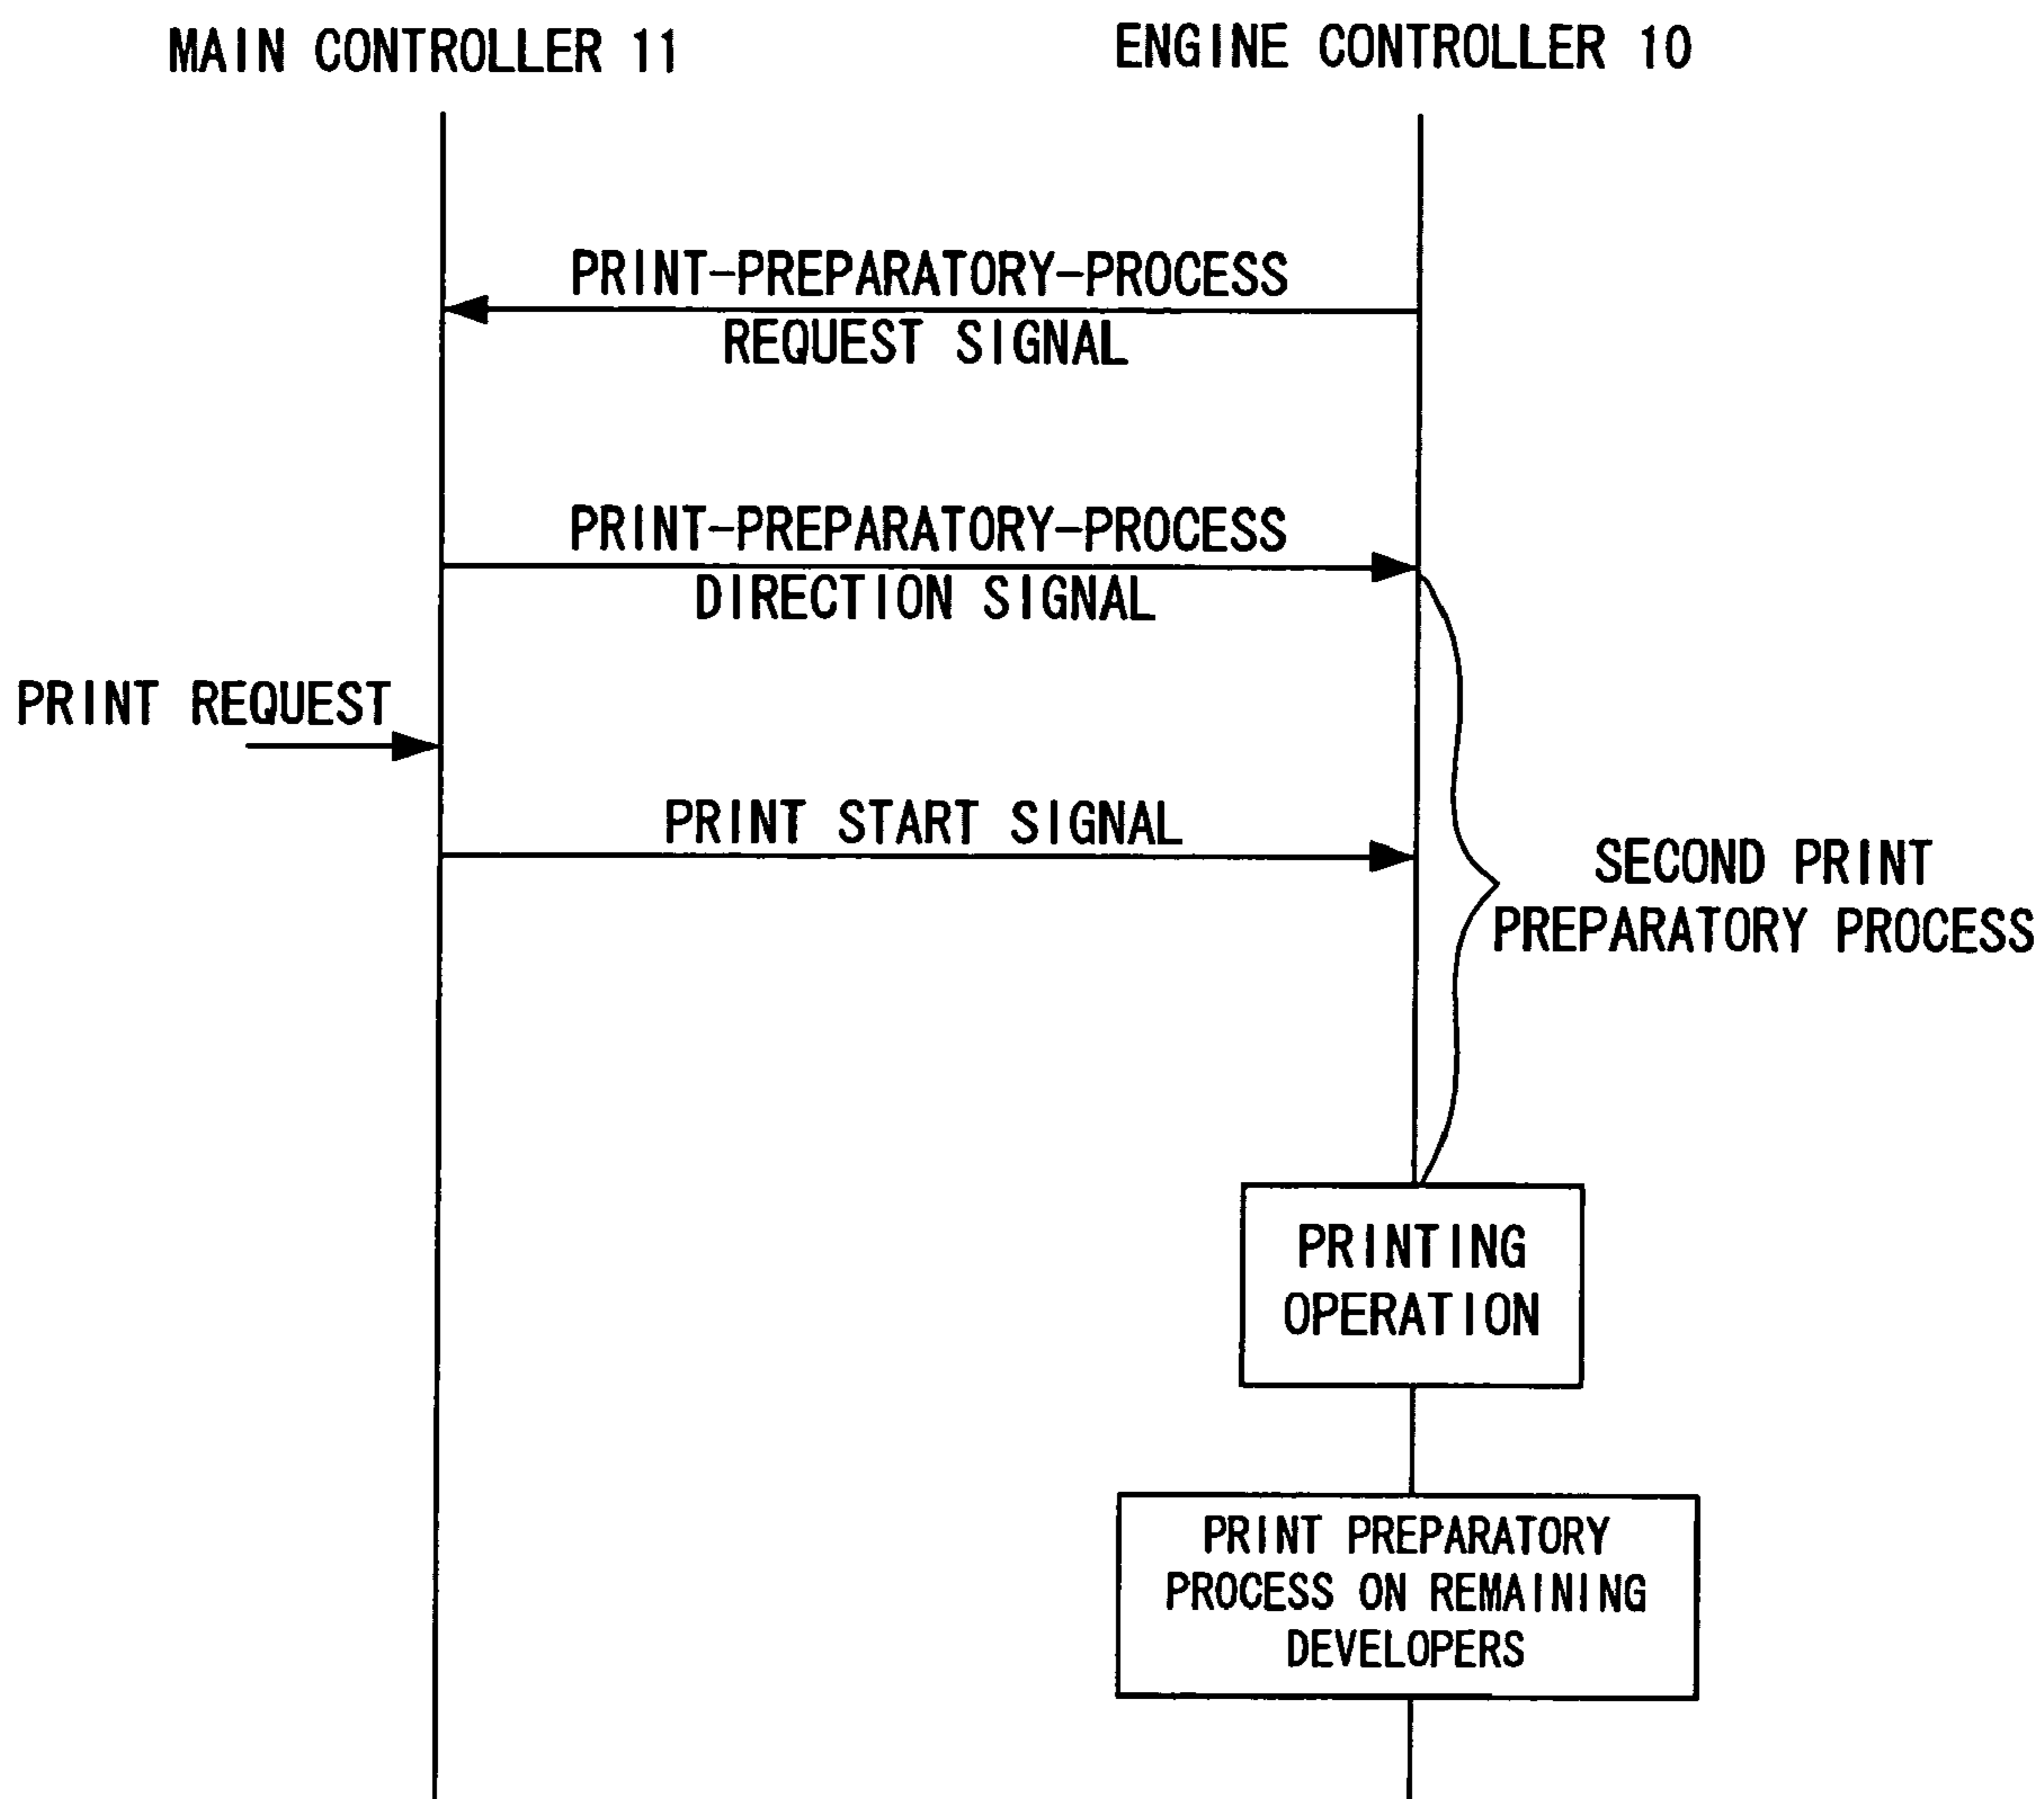 MAIN CONTROLLER 11
ENGINE CONTROLLER 10
PRINT-PREPARATORY-PROCESS
REQUEST SIGNAL
PRINT-PREPARATORY-PROCESS
DIRECTION SIGNAL
PRINT REQUEST
PRINT START SIGNAL
SECOND PRINT
PREPARATORY PROCESS
PRINTING
OPERATION
PRINT PREPARATORY
PROCESS ON REMAINING
DEVELOPERS